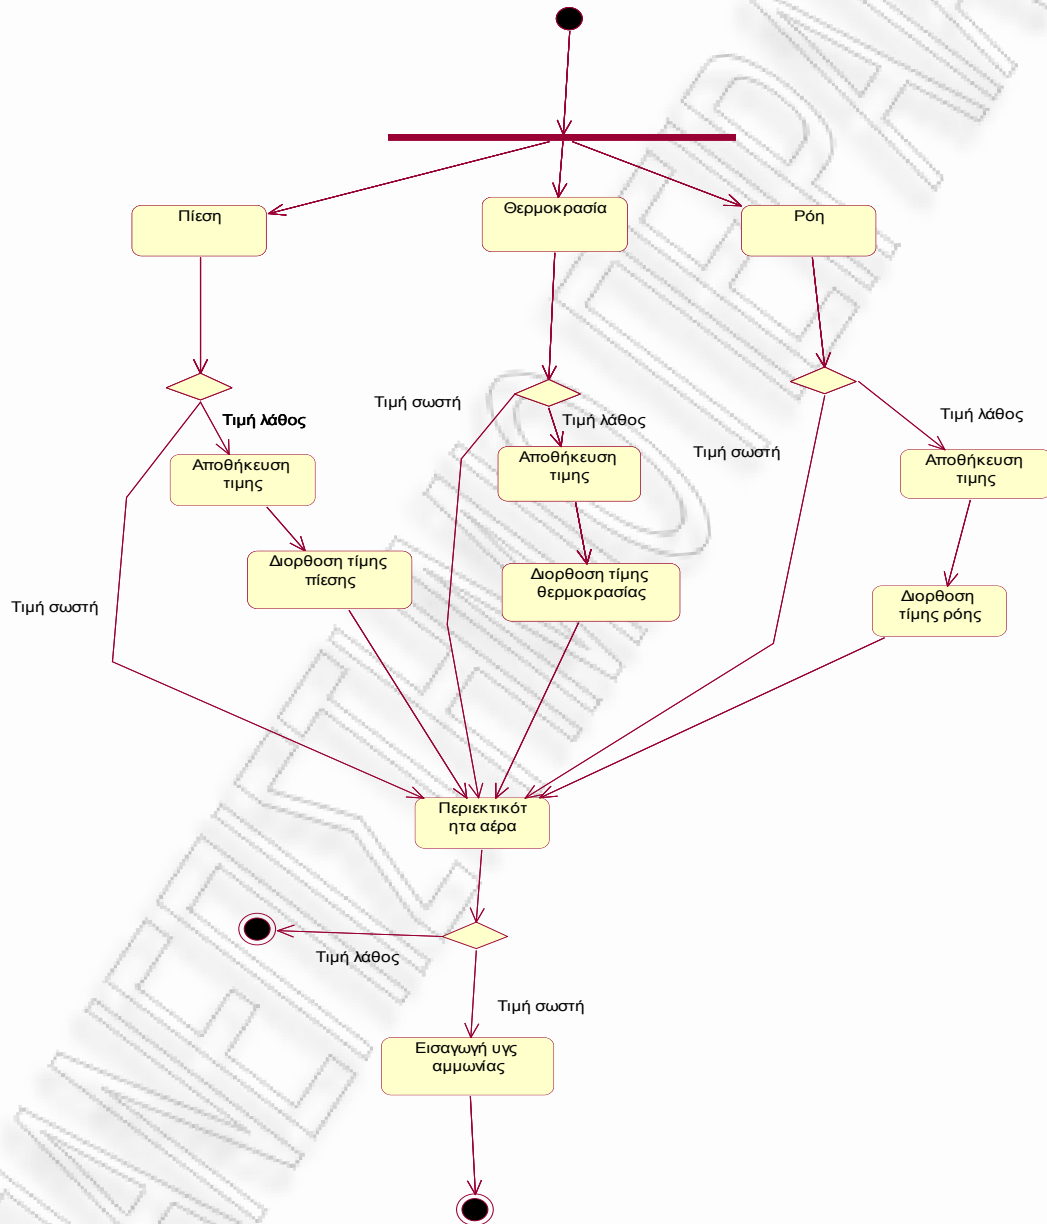 Πίεση
Θερμοκρασία
Ρόη
Τιμή σωστή
Τιμή λάθος
Τιμή λάθος
Τιμή λάθος
Τιμή σωστή
Αποθήκευση
τιμης
Αποθήκευση
τιμης
Αποθήκευση
τιμης
Διορθοση τίμης
πίεσης
Διορθοση τίμης
θερμοκρασίας
Διορθοση
τίμης ρόης
Τιμή σωστή
Περιεκτικότ
ητα αέρα
Τιμή λάθος
Τιμή σωστή
Εισαγωγή υγς
αμμωνίας